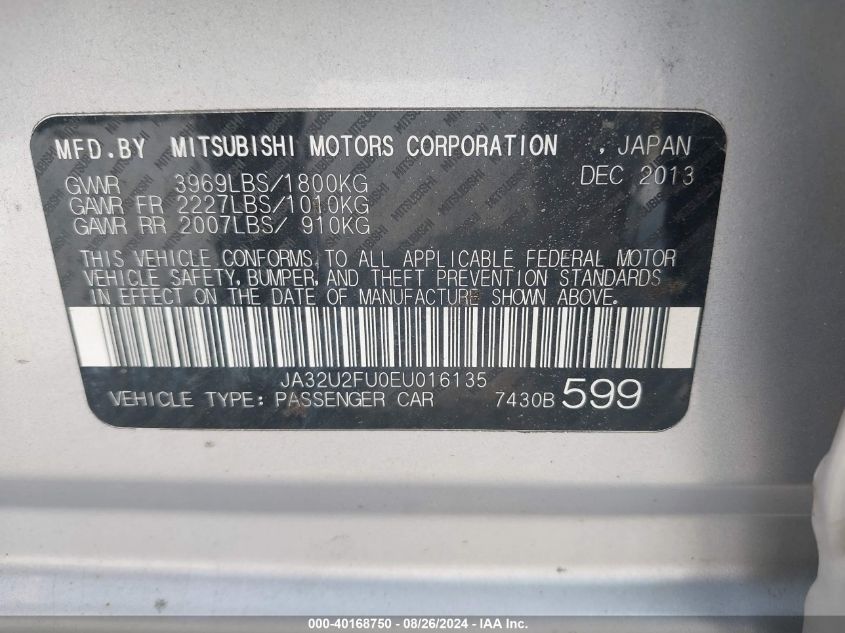 MFD.BY MITSUBISHI MOTORS CORPORATION , JAPAN
GVWR 3969LBS/1800KG DEC 2013
GAWR FR 2227LBS/1010KG
GAWR RR 2007LBS/ 910KG
THIS VEHICLE CONFORMS TO ALL APPLICABLE FEDERAL MOTOR
VEHICLE SAFETY, BUMPER, AND THEFT PREVENTION STANDARDS
IN EFFECT ON THE DATE OF MANUFACTURE SHOWN ABOVE.
JA32U2FU0EU016135
VEHICLE TYPE: PASSENGER CAR 7430B 599
000-40168750 - 08/26/2024 - IAA Inc.